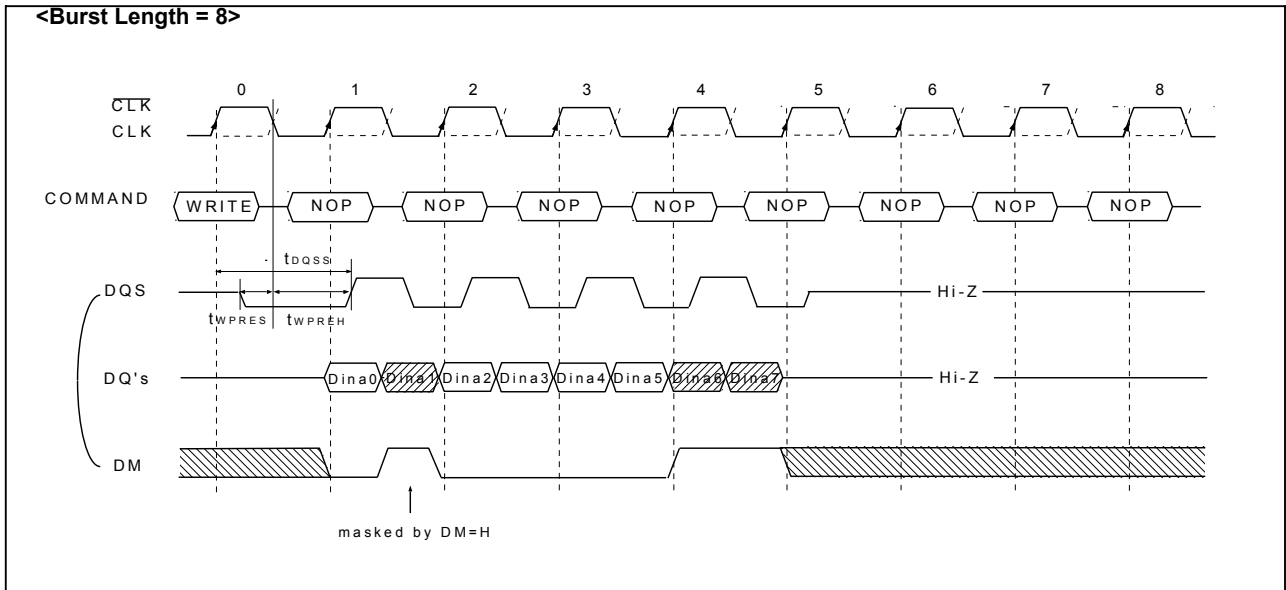 <Burst Length = 8>
0 1 2 3 4 5 6 7 8
CLK
CLK
COMMAND WRITE NOP NOP NOP NOP NOP NOP NOP NOP
tDQSS
DQS Hi-Z
tWPRES tWPREH
DQ's Dina0 Dina1 Dina2 Dina3 Dina4 Dina5 Dina6 Dina7 Hi-Z
DM
masked by DM=H